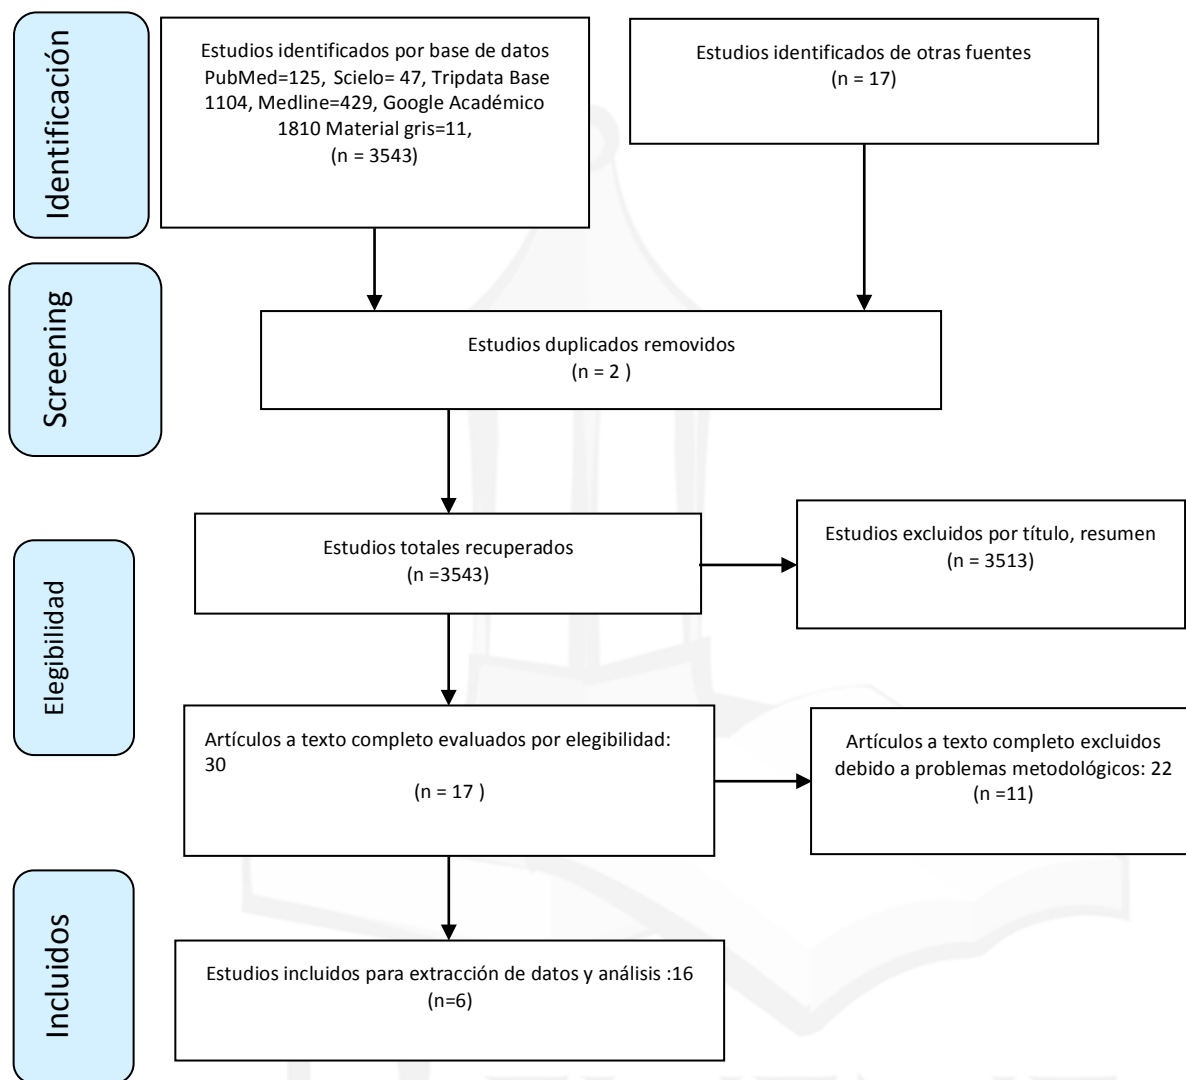 Identificación
Estudios identificados por base de datos
PubMed=125, Scielo= 47, Tripdata Base
1104, Medline=429, Google Académico
1810 Material gris=11,
(n = 3543)
Estudios identificados de otras fuentes
(n = 17)
Screening
Estudios duplicados removidos
(n = 2 )
Elegibilidad
Estudios totales recuperados
(n =3543)
Estudios excluidos por título, resumen
(n = 3513)
Artículos a texto completo evaluados por elegibilidad:
30
(n = 17 )
Artículos a texto completo excluidos
debido a problemas metodológicos: 22
(n =11)
Incluidos
Estudios incluidos para extracción de datos y análisis :16
(n=6)